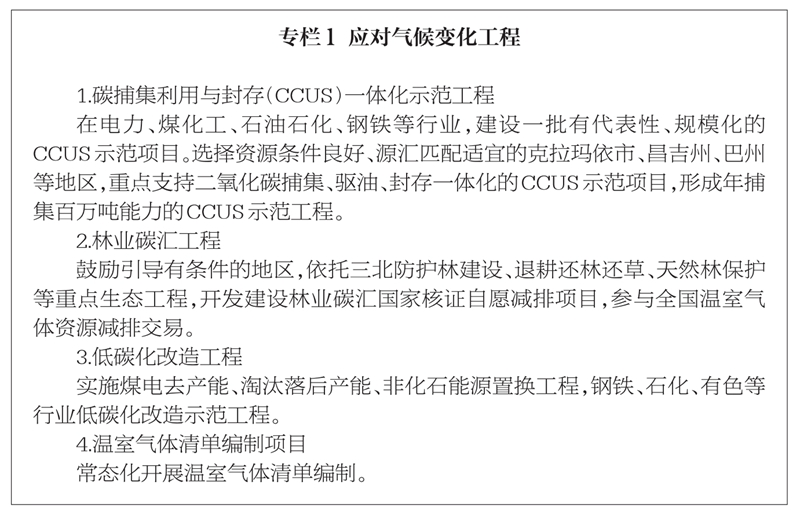 专栏1 应对气候变化工程
1.碳捕集利用与封存（CCUS）一体化示范工程
在电力、煤化工、石油石化、钢铁等行业，建设一批有代表性、规模化的
CCUS示范项目。选择资源条件良好、源汇匹配适宜的克拉玛依市、昌吉州、巴州
等地区，重点支持二氧化碳捕集、驱油、封存一体化的CCUS示范项目，形成年捕
集百万吨能力的CCUS示范工程。
2.林业碳汇工程
鼓励引导有条件的地区，依托三北防护林建设、退耕还林还草、天然林保护
等重点生态工程，开发建设林业碳汇国家核证自愿减排项目，参与全国温室气
体资源减排交易。
3.低碳化改造工程
实施煤电去产能、淘汰落后产能、非化石能源置换工程，钢铁、石化、有色等
行业低碳化改造示范工程。
4.温室气体清单编制项目
常态化开展温室气体清单编制。